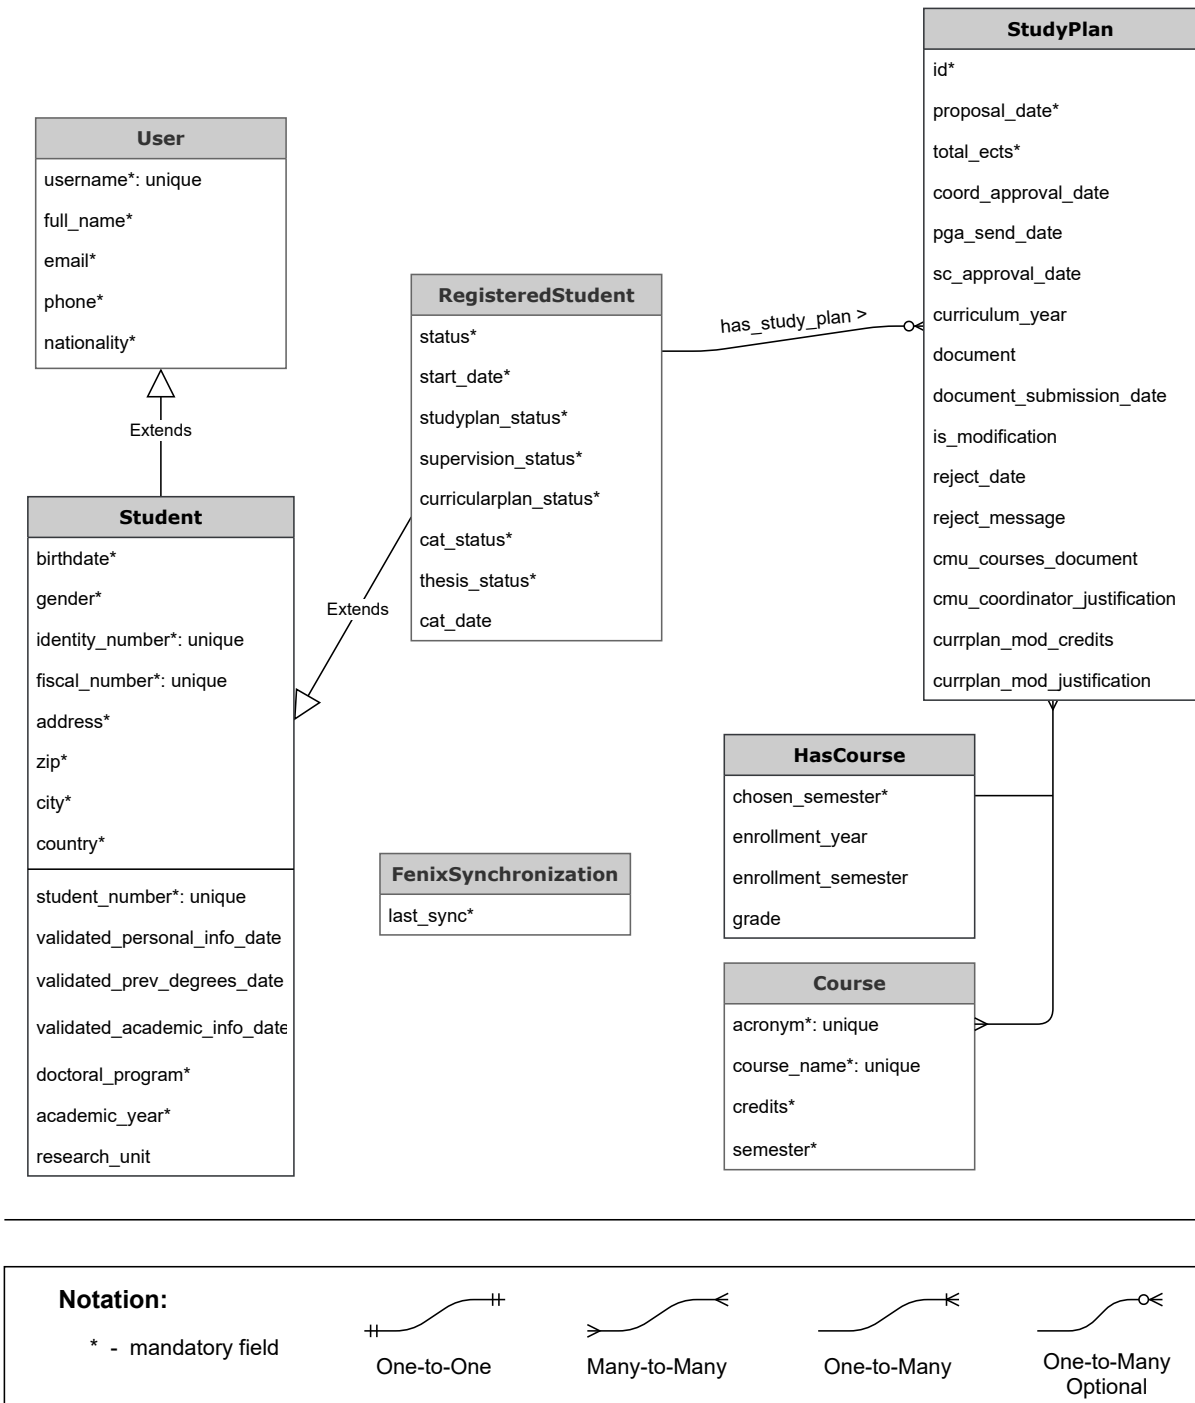 StudyPlan
id*
proposal_date*
total_ects*
coord_approval_date
pga_send_date
sc_approval_date
curriculum_year
document
document_submission_date
is_modification
reject_date
reject_message
cmu_courses_document
cmu_coordinator_justification
currplan_mod_credits
currplan_mod_justification
User
username*: unique
full_name*
email*
phone*
nationality*
Extends
RegisteredStudent
status*
start_date*
studyplan_status*
supervision_status*
curricularplan_status*
cat_status*
thesis_status*
cat_date
has_study_plan >
Extends
Student
birthdate*
gender*
identity_number*: unique
fiscal_number*: unique
address*
zip*
city*
country*
student_number*: unique
validated_personal_info_date
validated_prev_degrees_date
validated_academic_info_date
doctoral_program*
academic_year*
research_unit
FenixSynchronization
last_sync*
HasCourse
chosen_semester*
enrollment_year
enrollment_semester
grade
Course
acronym*: unique
course_name*: unique
credits*
semester*
Notation:
* - mandatory field
One-to-One
Many-to-Many
One-to-Many
One-to-Many
Optional